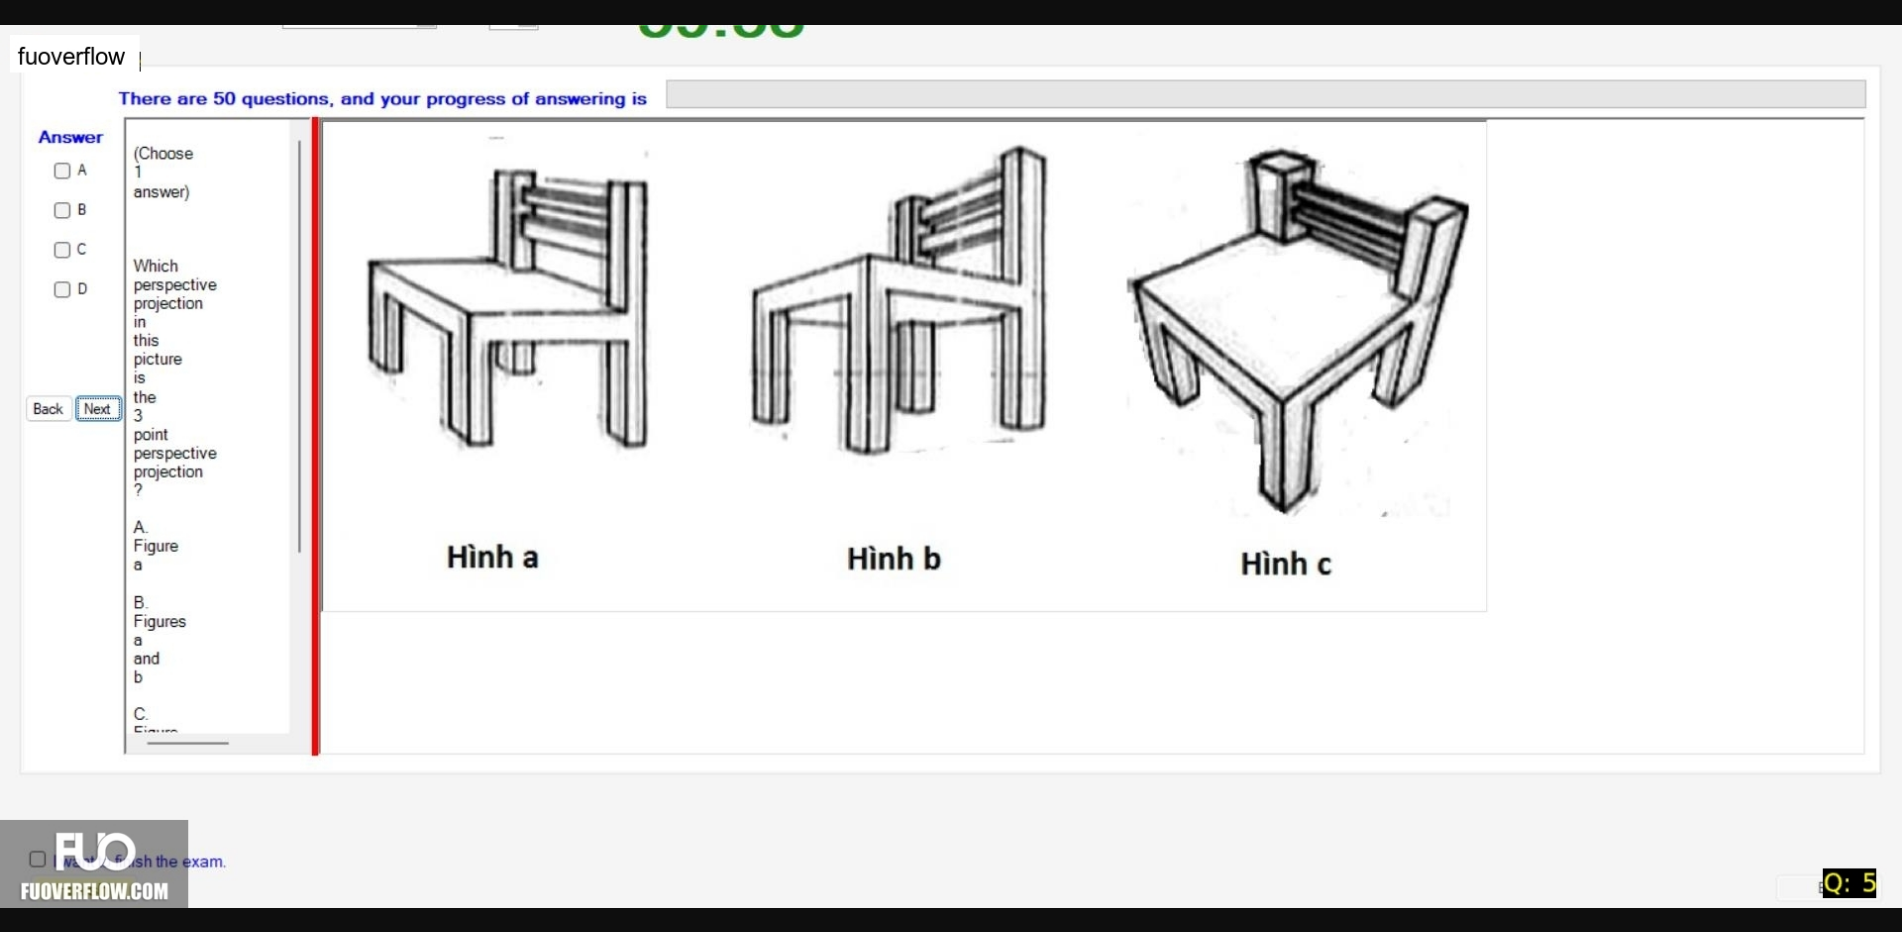 fuoverflow
There are 50 questions, and your progress of answering is
Answer
A
B
C
D
Back
Next
(Choose
1
answer)
Which
perspective
projection
in
this
picture
is
the
3
point
perspective
projection
?
A.
Figure
a
B.
Figures
a
and
b
C.
Hình a
Hình b
Hình c
FUO
finish the exam.
FUOVERFLOW.COM
Q: 5